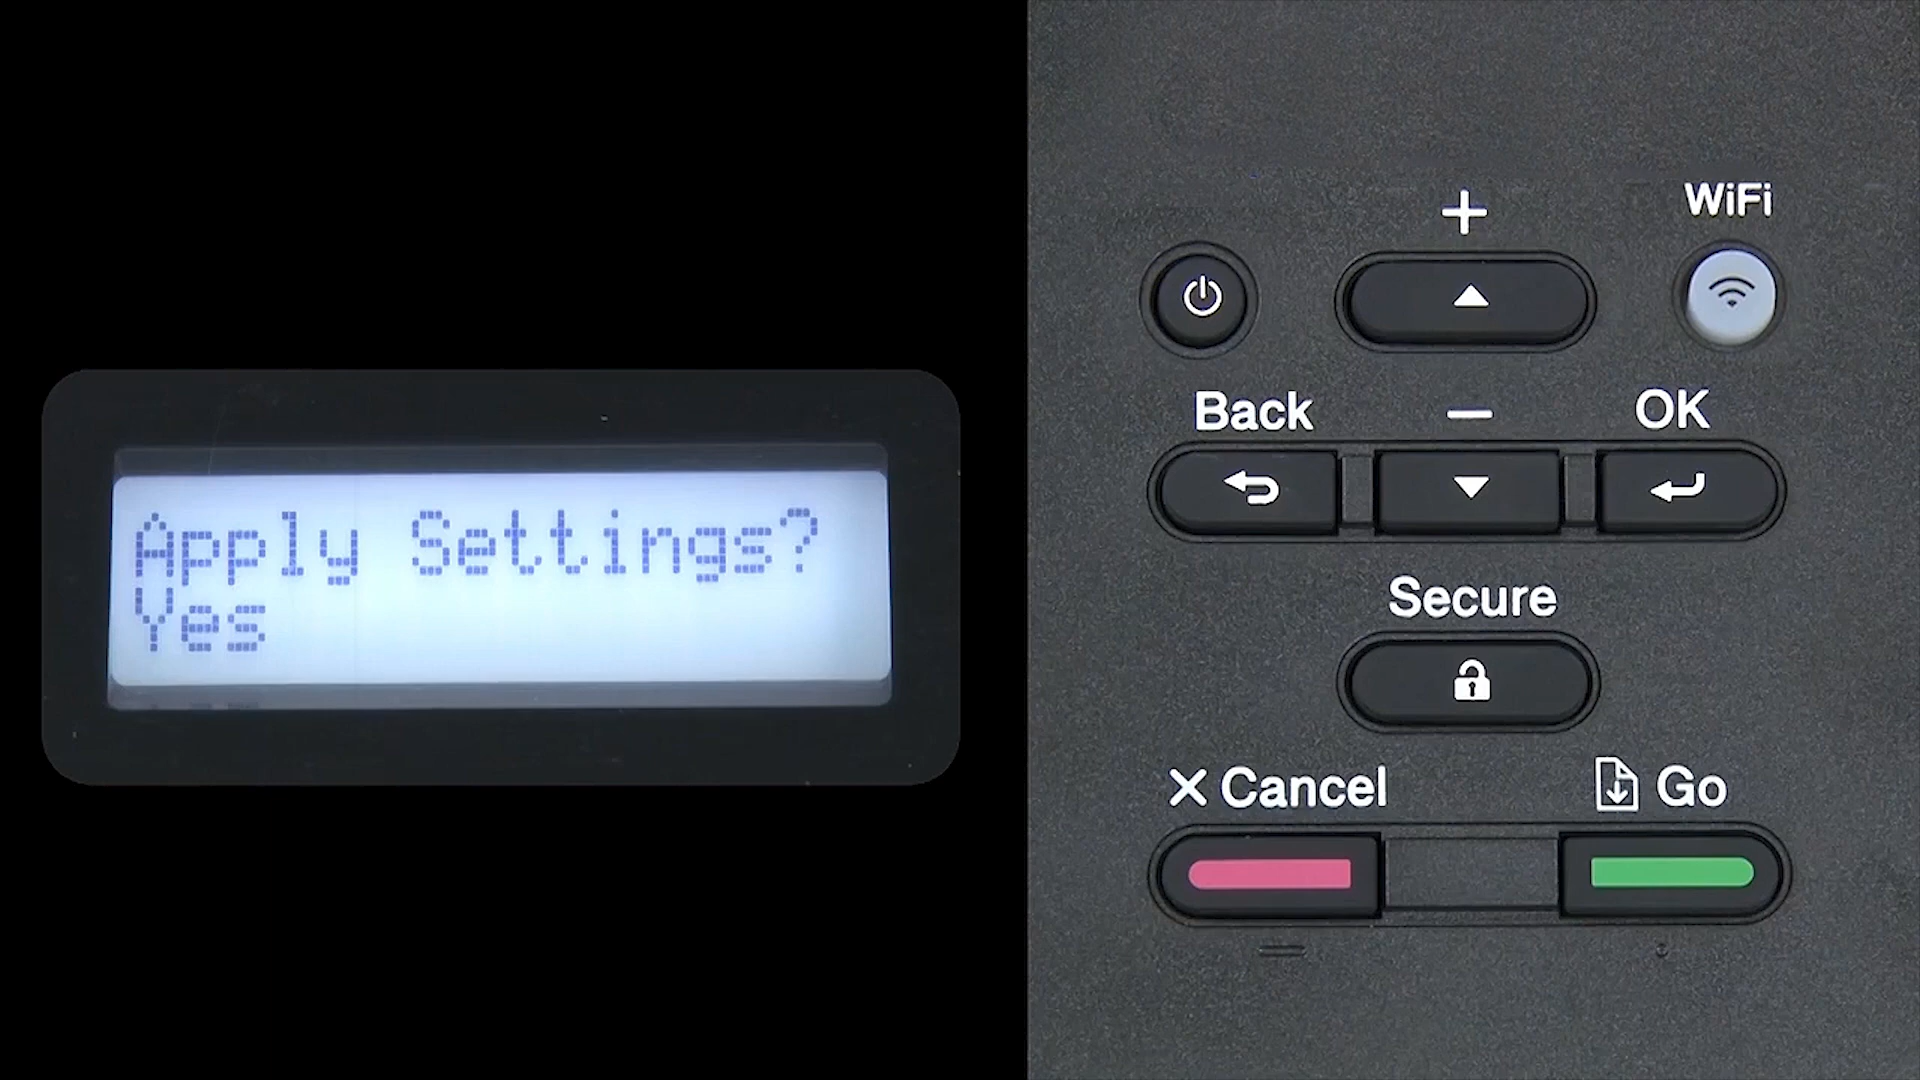 Apply Settings?
Yes
+
WiFi
Back
—
OK
Secure
X Cancel
Go